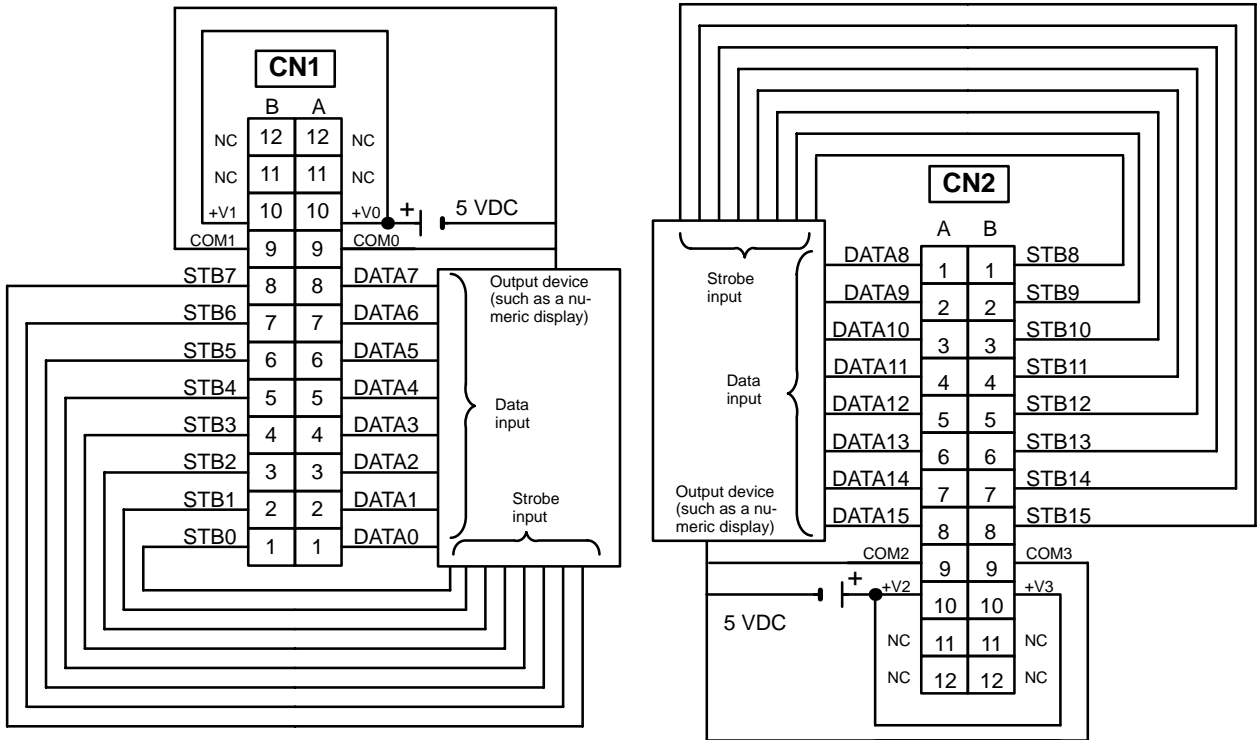 CN1
B A
NC 12 12 NC
NC 11 11 NC
+V1 10 10 +V0 + 5 VDC
COM1 9 9 COM0
STB7 8 8 DATA7
STB6 7 7 DATA6
STB5 6 6 DATA5
STB4 5 5 DATA4
STB3 4 4 DATA3
STB2 3 3 DATA2
STB1 2 2 DATA1
STB0 1 1 DATA0
Output device
(such as a nu-
meric display)
Data
input
Strobe
input
CN2
A B
DATA8 1 1 STB8
DATA9 2 2 STB9
DATA10 3 3 STB10
DATA11 4 4 STB11
DATA12 5 5 STB12
DATA13 6 6 STB13
DATA14 7 7 STB14
DATA15 8 8 STB15
COM2 9 9 COM3
+ +V2 10 10 +V3
5 VDC
NC 11 11 NC
NC 12 12 NC
Strobe
input
Data
input
Output device
(such as a nu-
meric display)